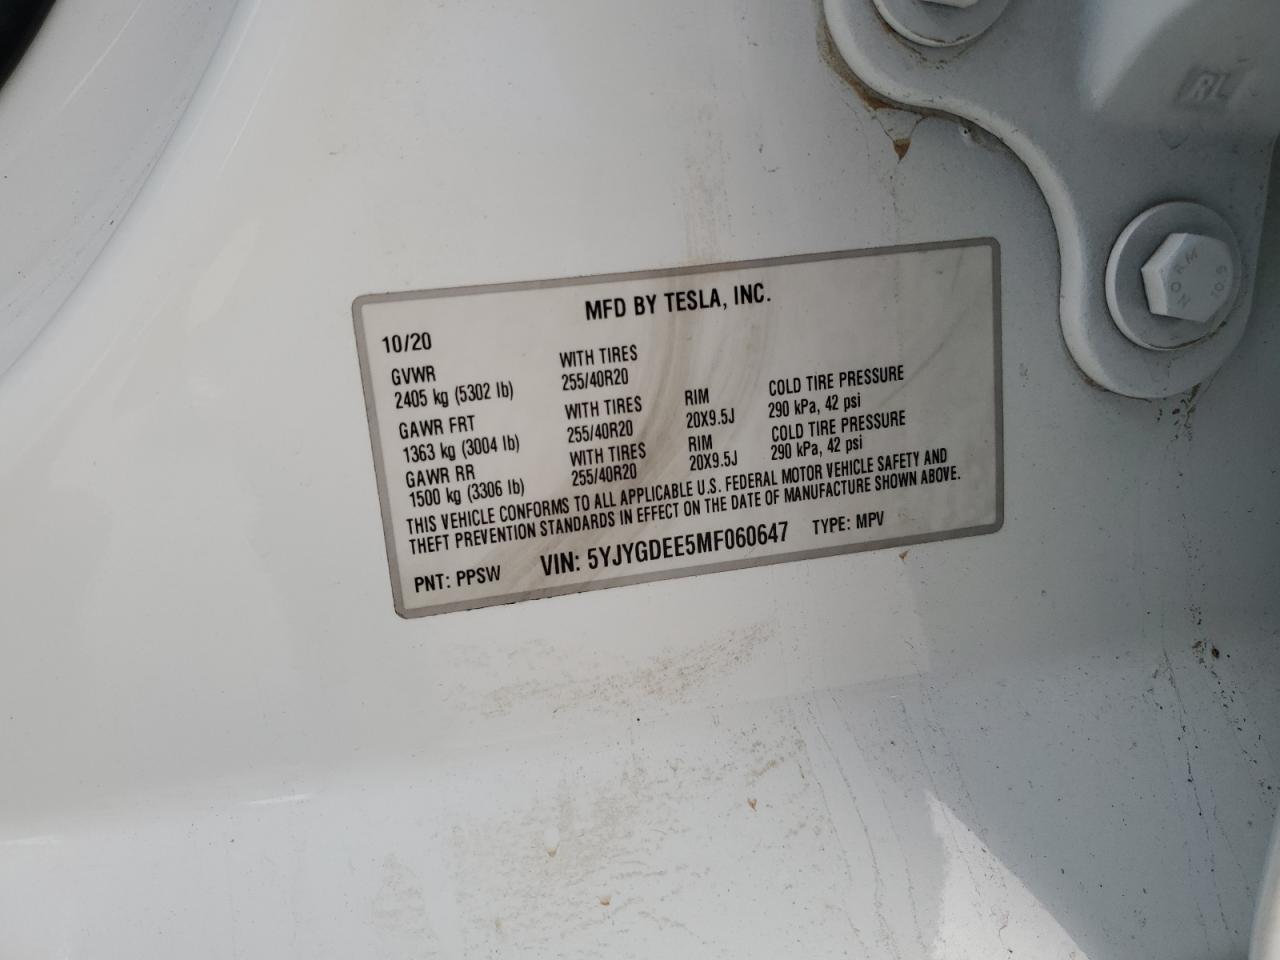 MFD BY TESLA, INC.
10/20
GVWR WITH TIRES
2405 kg (5302 lb) 255/40R20
GAWR FRT WITH TIRES RIM COLD TIRE PRESSURE
1363 kg (3004 lb) 255/40R20 20X9.5J 290 kPa, 42 psi
GAWR RR WITH TIRES RIM COLD TIRE PRESSURE
1500 kg (3306 lb) 255/40R20 20X9.5J 290 kPa, 42 psi
THIS VEHICLE CONFORMS TO ALL APPLICABLE U.S. FEDERAL MOTOR VEHICLE SAFETY AND
THEFT PREVENTION STANDARDS IN EFFECT ON THE DATE OF MANUFACTURE SHOWN ABOVE.
PNT: PPSW VIN: 5YJYGDEE5MF060647 TYPE: MPV
RL
NORM